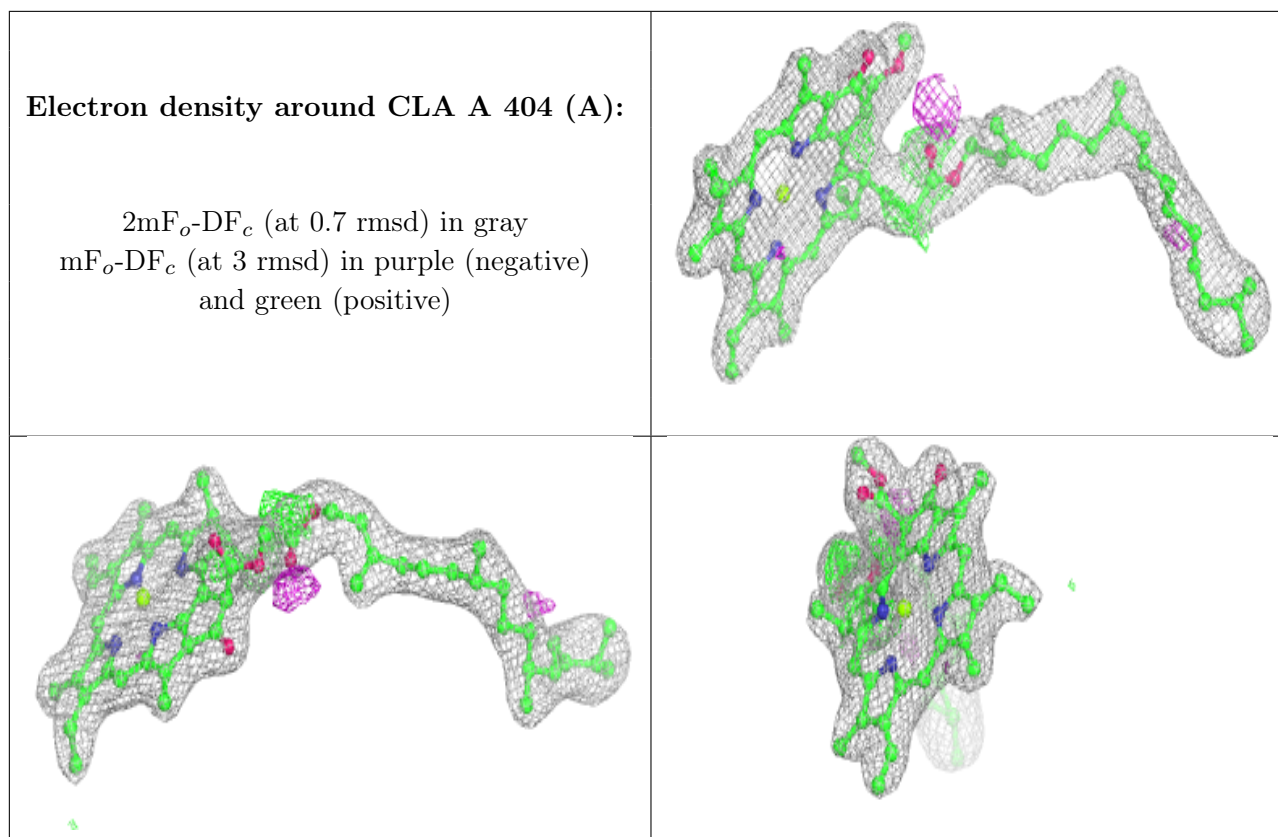 Electron density around CLA A 404 (A):
2mFo-DFc (at 0.7 rmsd) in gray
mFo-DFc (at 3 rmsd) in purple (negative)
and green (positive)